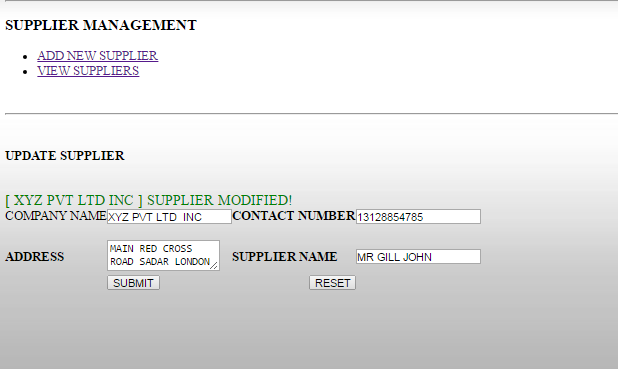 SUPPLIER MANAGEMENT
ADD NEW SUPPLIER
VIEW SUPPLIERS
UPDATE SUPPLIER
[ XYZ PVT LTD INC ] SUPPLIER MODIFIED!
COMPANY NAME XYZ PVT LTD  INC CONTACT NUMBER 13128854785
ADDRESS MAIN RED CROSS SUPPLIER NAME MR GILL JOHN
ROAD SADAR LONDON
SUBMIT RESET